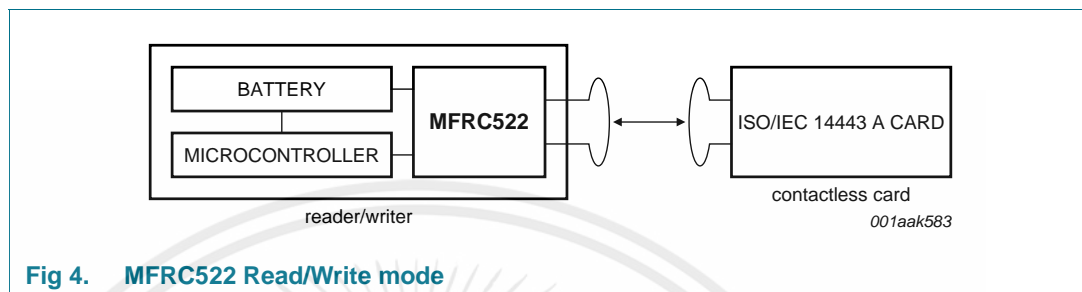 BATTERY
MICROCONTROLLER
MFRC522
ISO/IEC 14443 A CARD
reader/writer
contactless card
001aak583
Fig 4. MFRC522 Read/Write mode